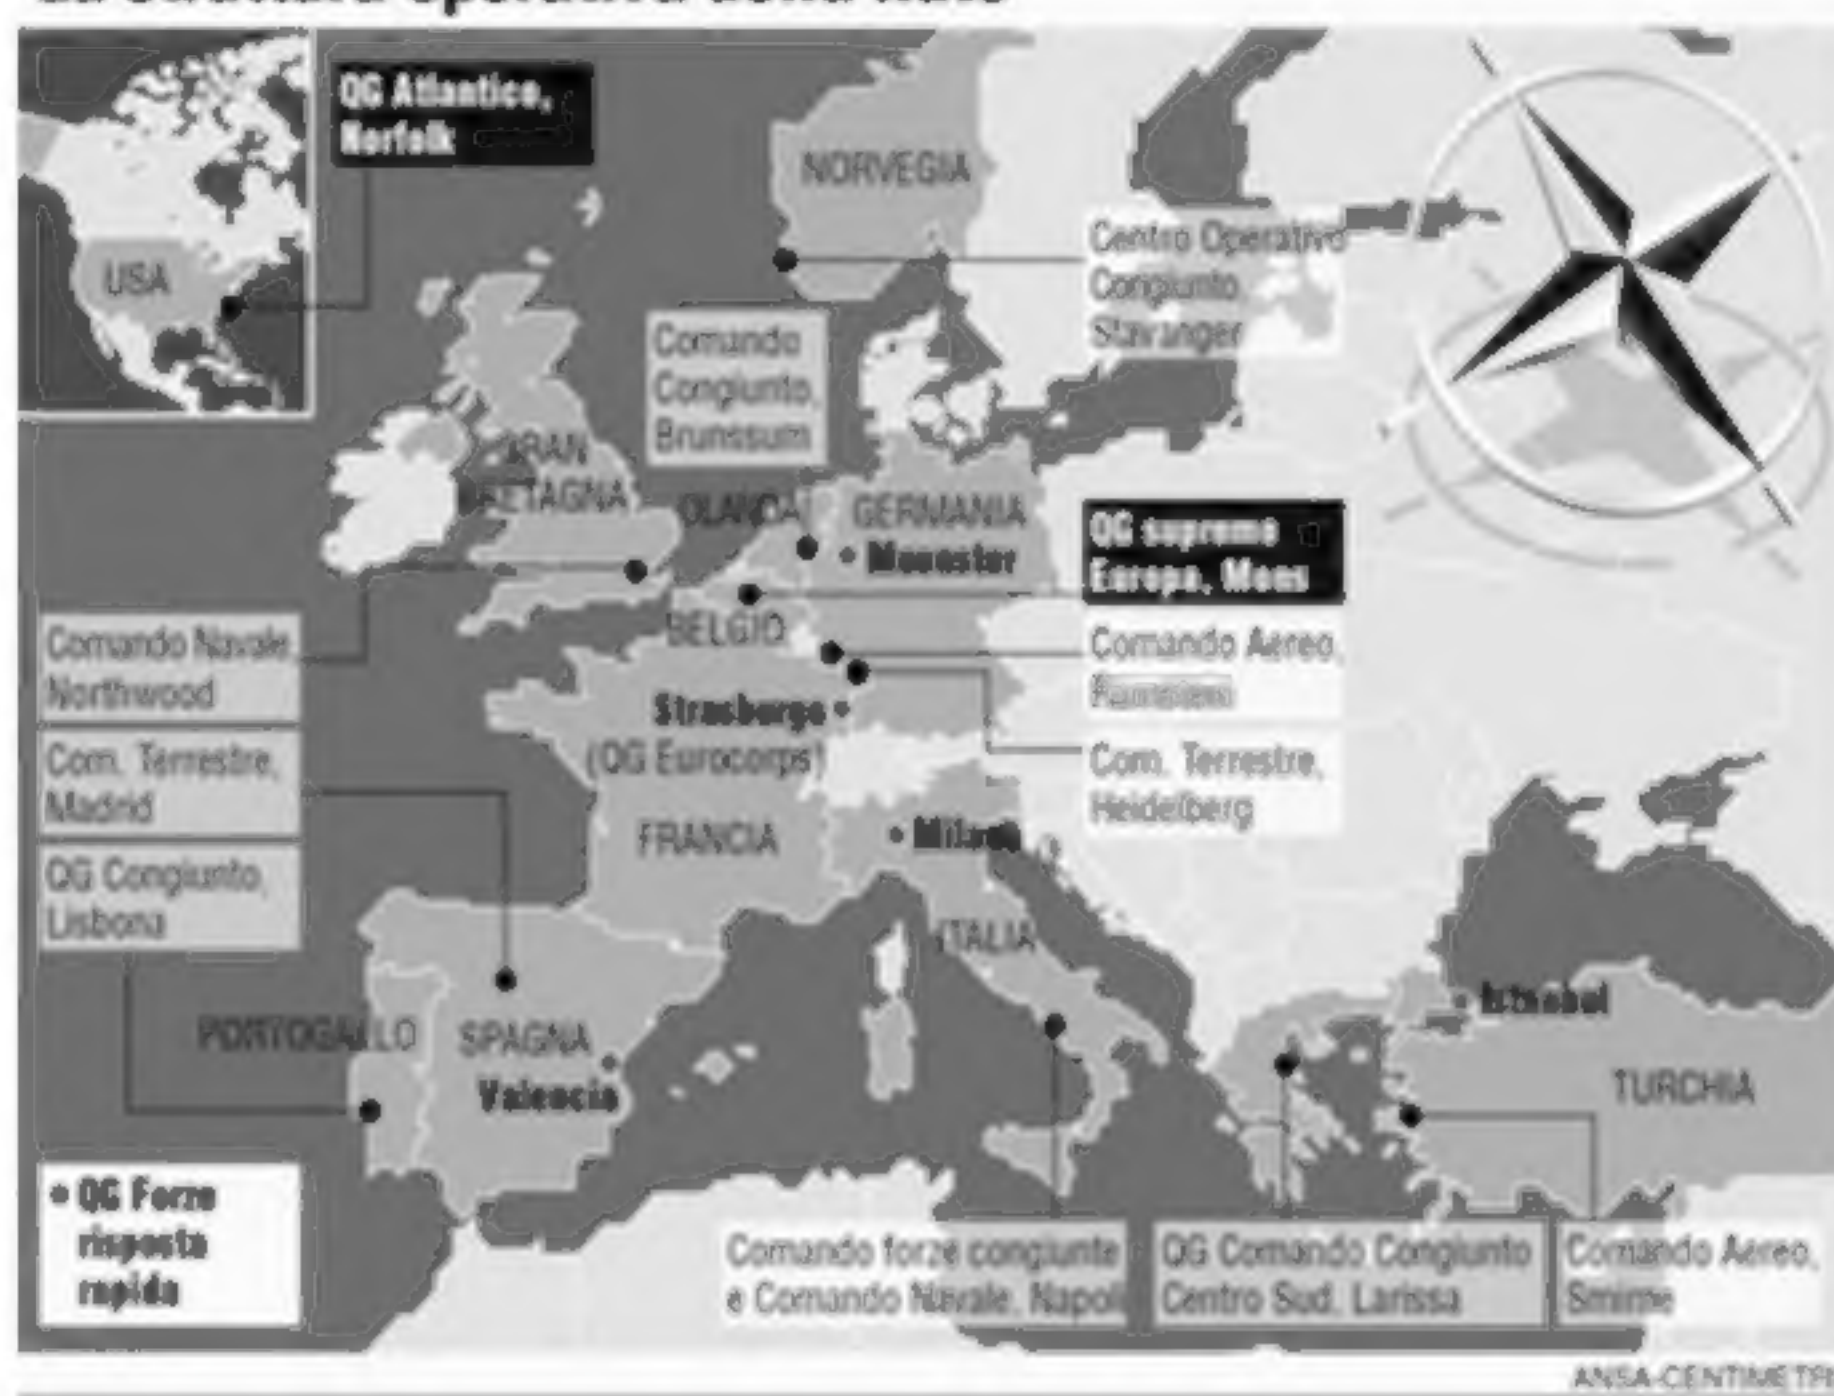 QG Atlantico,
Norfolk
USA
NORVEGIA
Centro Operativo
Congiunto,
Stavanger
Comando
Congiunto,
Brunssum
GRAN
BRETAGNA
OLANDA
GERMANIA
• Muenster
QG supremo
Europa, Mons
BELGIO
Comando Navale,
Northwood
Comando Aereo,
Strasburgo •
(QG Eurocorps)
Com. Terrestre,
Madrid
Com. Terrestre,
Heidelberg
FRANCIA
• Milano
QG Congiunto,
Lisbona
ITALIA
PORTOGALLO
SPAGNA
Valencia
• Istanbul
TURCHIA
• QG Forze
risposta
rapida
Comando forze congiunte
e Comando Navale, Napoli
QG Comando Congiunto
Centro Sud, Larissa
Comando Aereo,
Smirne
ANSA-CENTIMETRI